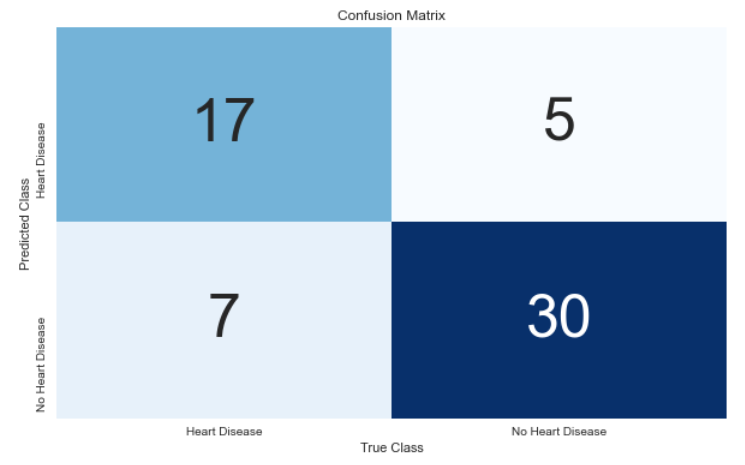 Confusion Matrix
Predicted Class
Heart Disease
17
5
No Heart Disease
7
30
Heart Disease
No Heart Disease
True Class